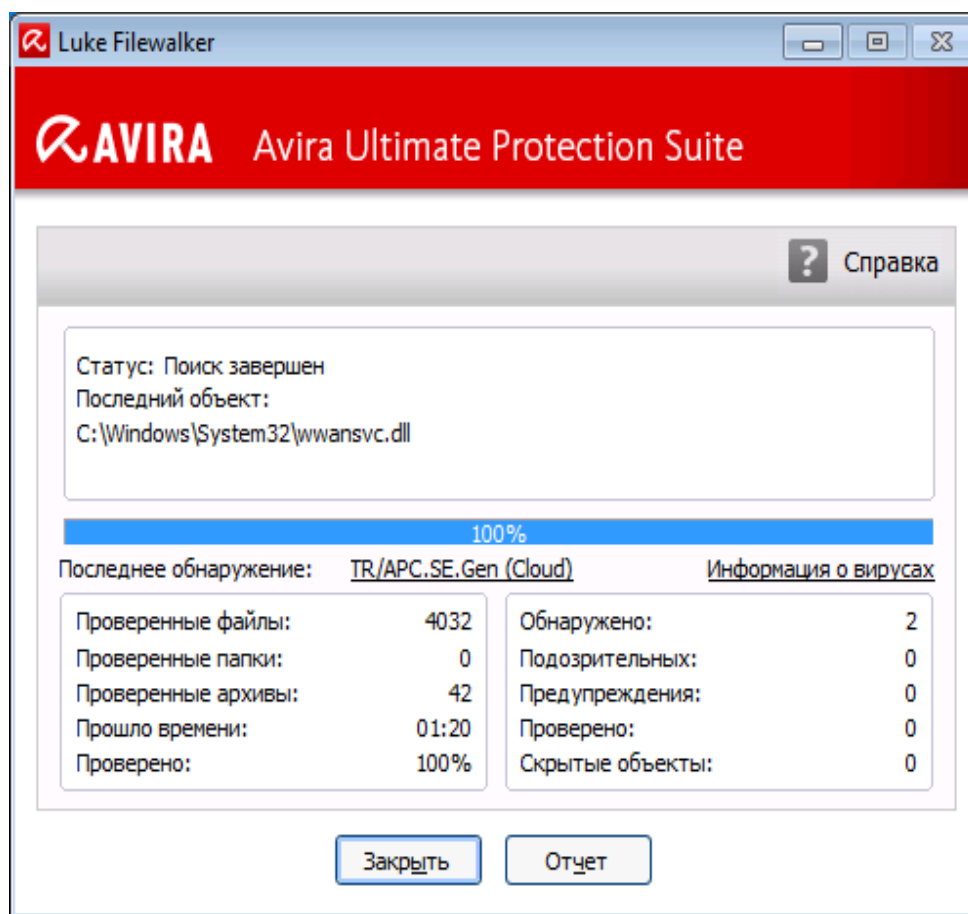 Luke Filewalker
AVIRA Avira Ultimate Protection Suite
? Справка
Статус: Поиск завершен
Последний объект:
C:\Windows\System32\wwansvc.dll
100%
Последнее обнаружение: TR/APC.SE.Gen (Cloud) Информация о вирусах
Проверенные файлы: 4032
Проверенные папки: 0
Проверенные архивы: 42
Прошло времени: 01:20
Проверено: 100%
Обнаружено: 2
Подозрительных: 0
Предупреждения: 0
Проверено: 0
Скрытые объекты: 0
Закрыть Отчет